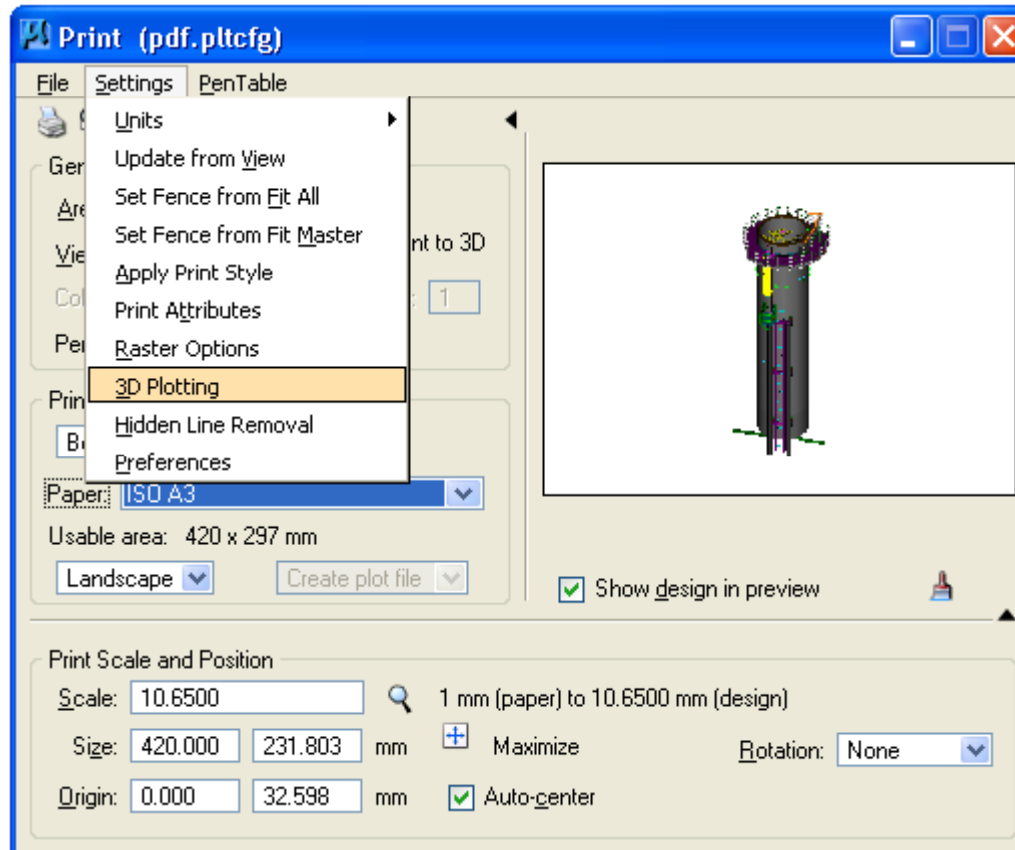 Print (pdf.pltcfg)
File Settings PenTable
Units
Update from View
Set Fence from Fit All
Set Fence from Fit Master
Apply Print Style
Print Attributes
Raster Options
3D Plotting
Hidden Line Removal
Preferences
nt to 3D
: 1
Paper: ISO A3
Usable area: 420 x 297 mm
Landscape Create plot file
Show design in preview
Print Scale and Position
Scale: 10.6500 1 mm (paper) to 10.6500 mm (design)
Size: 420.000 231.803 mm Maximize Rotation: None
Origin: 0.000 32.598 mm Auto-center